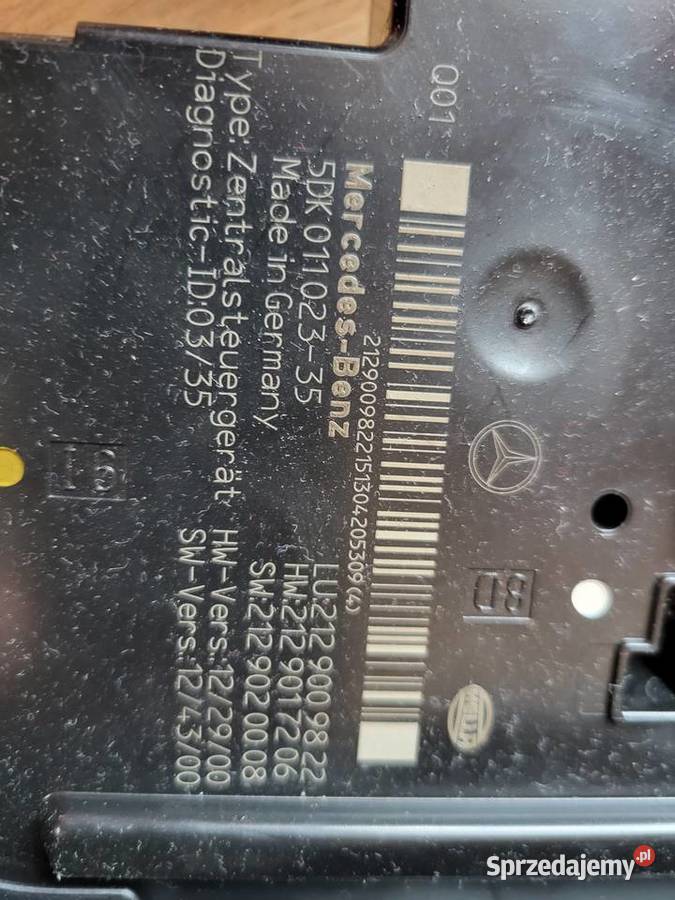 Q01
2129009822151304205309(4)
Mercedes-Benz
5DK 011 023-35
Made in Germany
Type: Zentralsteuergerät
Diagnostic-ID:03/35
LU:212 900 98 22
HW:212 901 72 06
SW:212 902 00 08
HW-Vers.:12/29/00
SW-Vers.:12/43/00
8D
HELLA
Sprzedajemy.pl